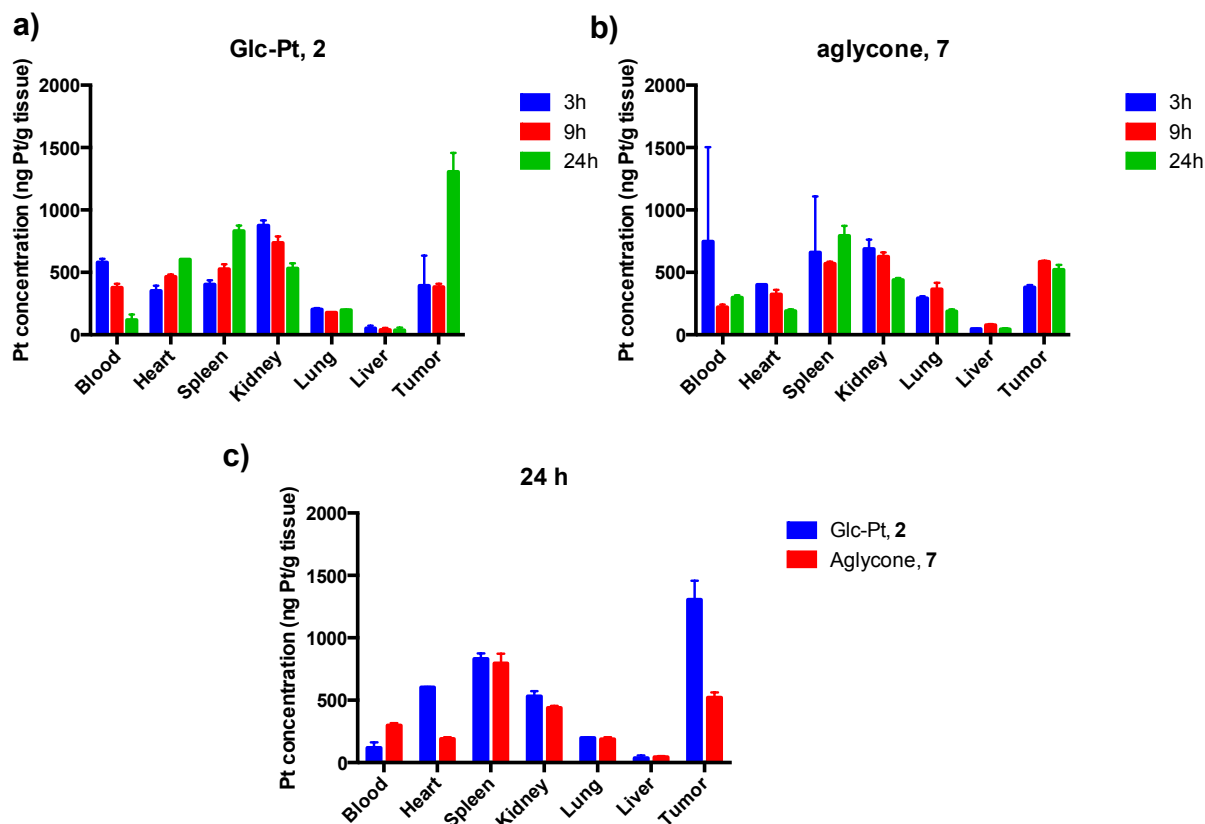 a)
Glc-Pt, 2
Pt concentration (ng Pt/g tissue)
2000
1500
1000
500
0
Blood
Heart
Spleen
Kidney
Lung
Liver
Tumor
3h
9h
24h
b)
aglycone, 7
Pt concentration (ng Pt/g tissue)
2000
1500
1000
500
0
Blood
Heart
Spleen
Kidney
Lung
Liver
Tumor
3h
9h
24h
c)
24 h
Pt concentration (ng Pt/g tissue)
2000
1500
1000
500
0
Blood
Heart
Spleen
Kidney
Lung
Liver
Tumor
Glc-Pt, 2
Aglycone, 7